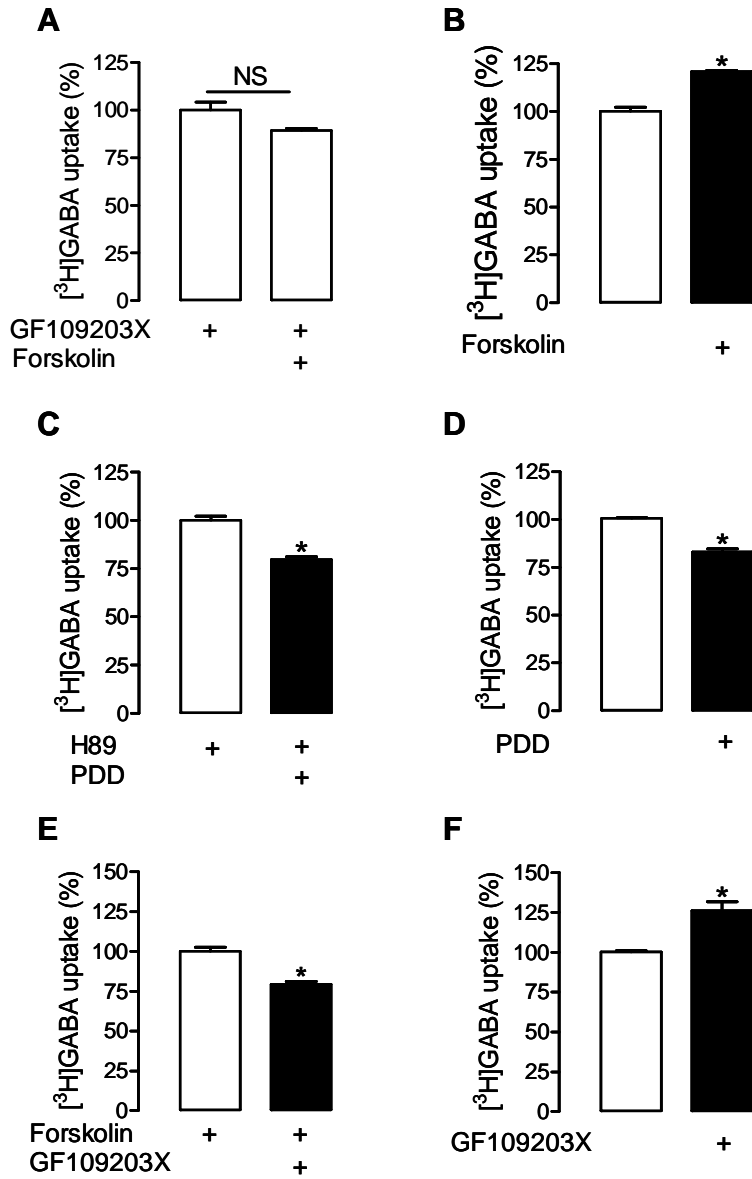 A
[³H]GABA uptake (%)
125
100
75
50
25
0
NS
GF109203X + +
Forskolin +
B
[³H]GABA uptake (%)
125
100
75
50
25
0
*
Forskolin +
C
[³H]GABA uptake (%)
125
100
75
50
25
0
*
H89 + +
PDD +
D
[³H]GABA uptake (%)
125
100
75
50
25
0
*
PDD +
E
[³H]GABA uptake (%)
150
125
100
75
50
25
0
*
Forskolin + +
GF109203X +
F
[³H]GABA uptake (%)
150
125
100
75
50
25
0
*
GF109203X +